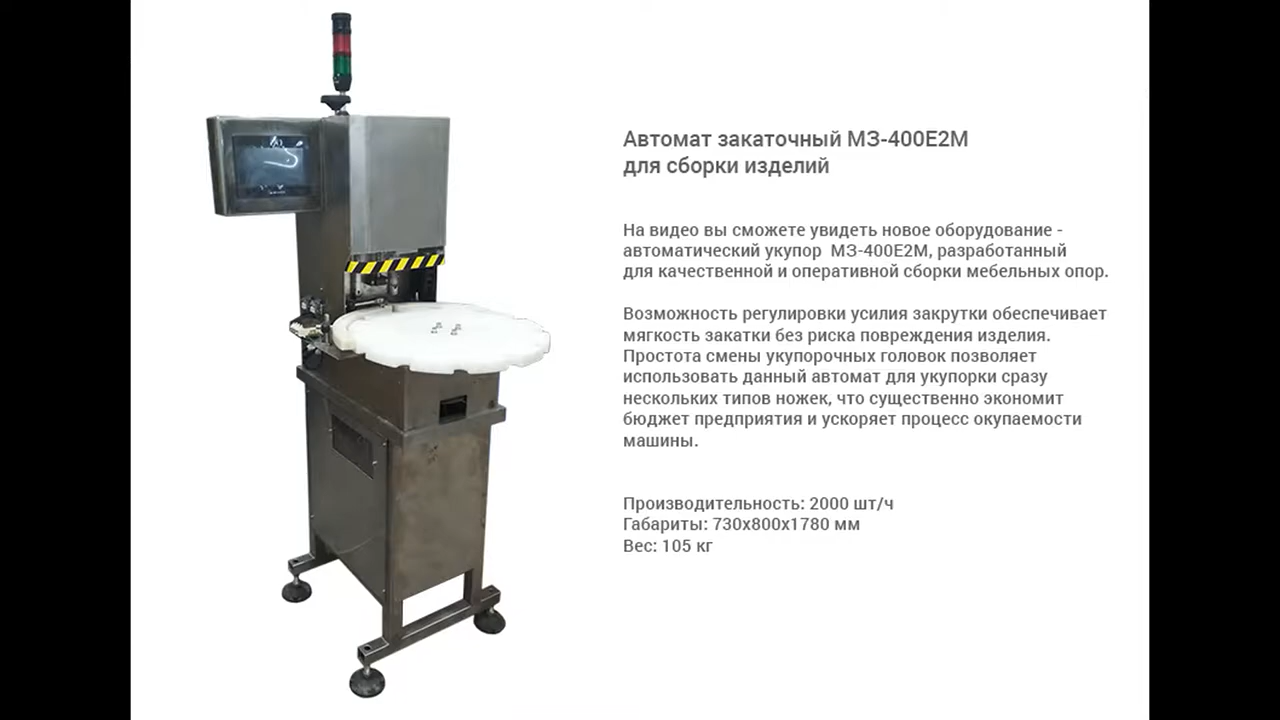 Автомат закаточный МЗ-400Е2М
для сборки изделий
На видео вы сможете увидеть новое оборудование -
автоматический укупор МЗ-400Е2М, разработанный
для качественной и оперативной сборки мебельных опор.
Возможность регулировки усилия закрутки обеспечивает
мягкость закатки без риска повреждения изделия.
Простота смены укупорочных головок позволяет
использовать данный автомат для укупорки сразу
нескольких типов ножек, что существенно экономит
бюджет предприятия и ускоряет процесс окупаемости
машины.
Производительность: 2000 шт/ч
Габариты: 730х800х1780 мм
Вес: 105 кг